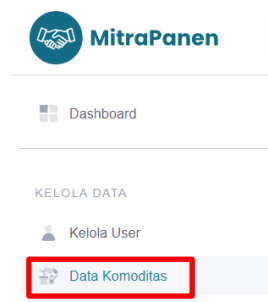 MitraPanen
Dashboard
KELOLA DATA
Kelola User
Data Komoditas